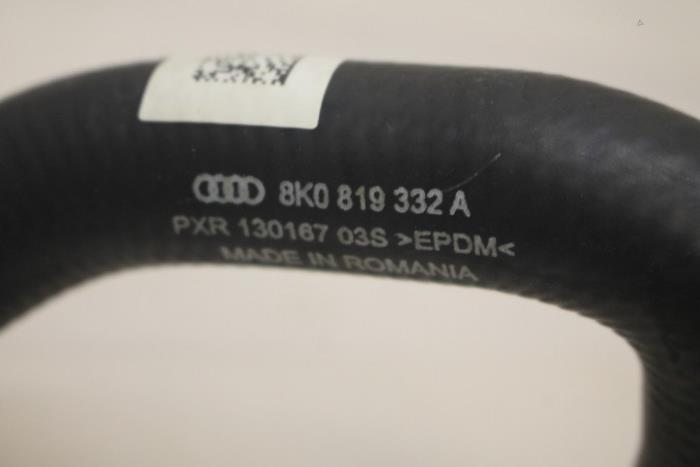 8K0 819 332 A
PXR 130167 03S >EPDM<
MADE IN ROMANIA